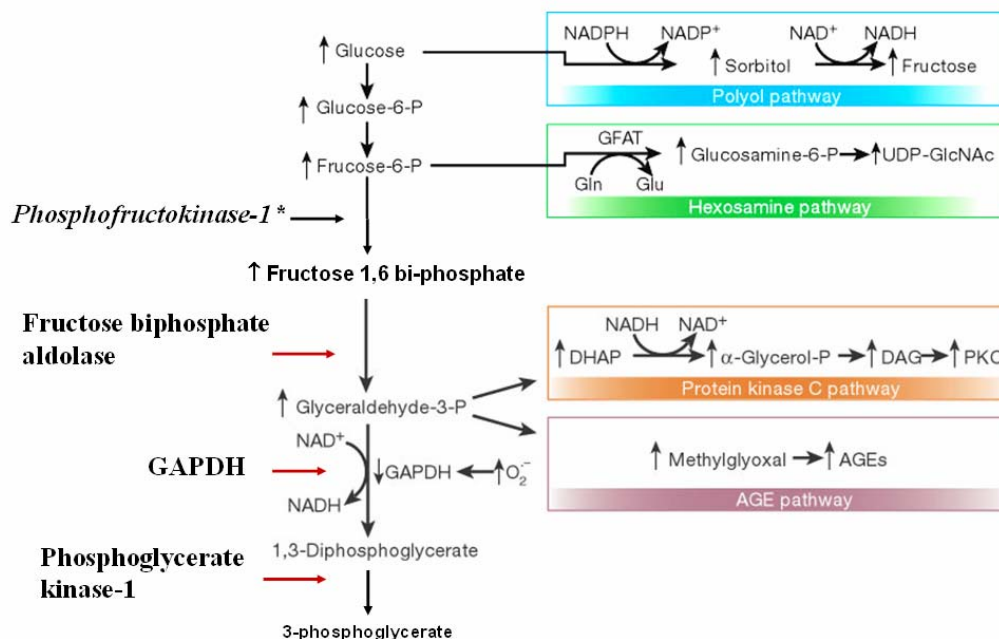 ↑ Glucose
NADPH NADP⁺ NAD⁺ NADH
↑ Sorbitol ↑ Fructose
Polyol pathway
↑ Glucose-6-P
↑ Frucose-6-P
GFAT
↑ Glucosamine-6-P → ↑ UDP-GlcNAc
Gln Glu
Hexosamine pathway
Phosphofructokinase-1*
↑ Fructose 1,6 bi-phosphate
Fructose biphosphate
aldolase
NADH NAD⁺
↑ DHAP → ↑ α-Glycerol-P → ↑ DAG → ↑ PKC
Protein kinase C pathway
↑ Glyceraldehyde-3-P
NAD⁺
GAPDH
↓ GAPDH ← ↑ O₂·⁻
NADH
↑ Methylglyoxal → ↑ AGEs
AGE pathway
1,3-Diphosphoglycerate
Phosphoglycerate
kinase-1
3-phosphoglycerate